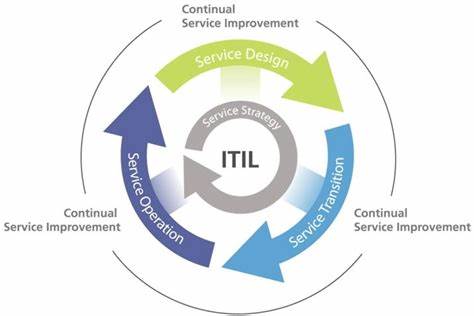 Continual
Service Improvement
Service Design
Service Strategy
ITIL
Service Operation
Service Transition
Continual
Service Improvement
Continual
Service Improvement